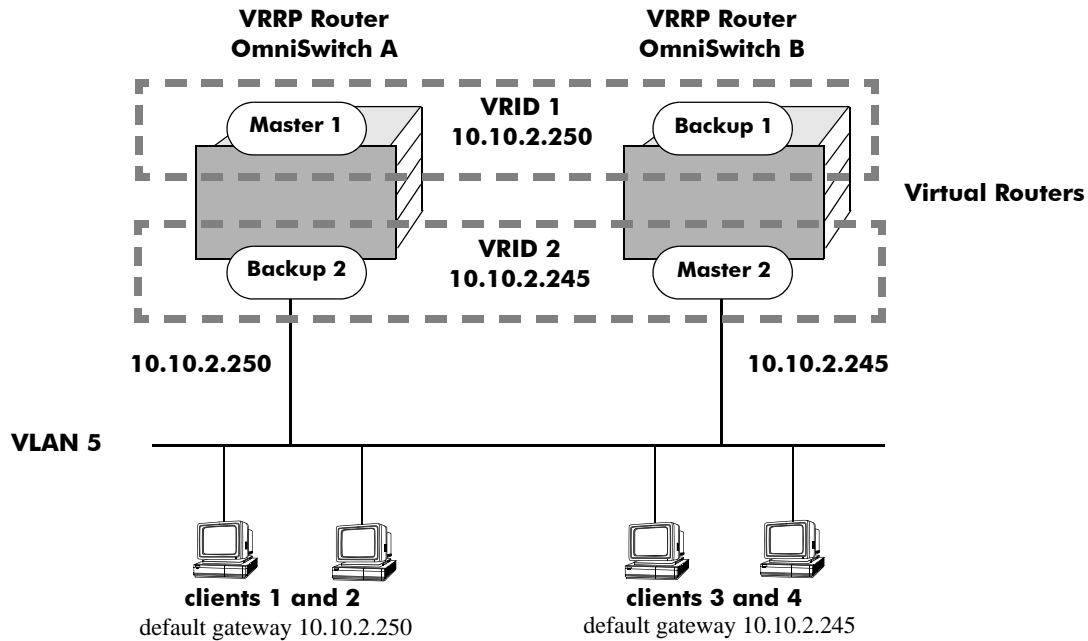 VRRP Router
OmniSwitch A
VRRP Router
OmniSwitch B
Master 1
VRID 1
10.10.2.250
Backup 1
Virtual Routers
Backup 2
VRID 2
10.10.2.245
Master 2
10.10.2.250
10.10.2.245
VLAN 5
clients 1 and 2
default gateway 10.10.2.250
clients 3 and 4
default gateway 10.10.2.245